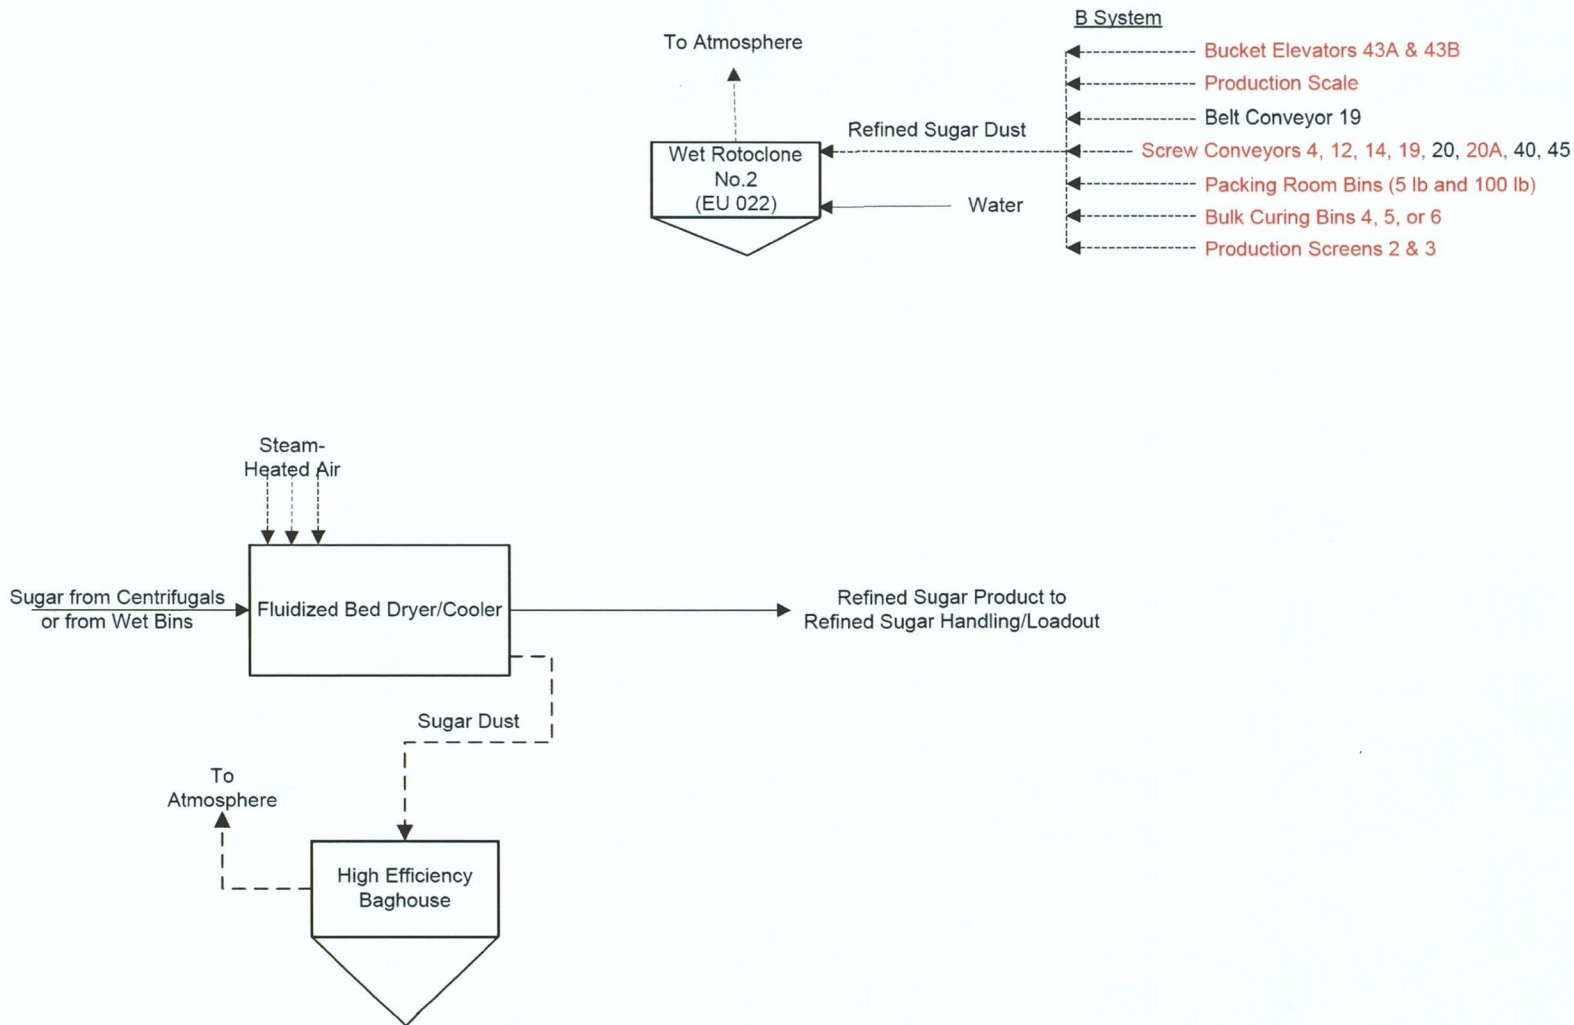 B System
To Atmosphere
Bucket Elevators 43A & 43B
Production Scale
Belt Conveyor 19
Refined Sugar Dust
Screw Conveyors 4, 12, 14, 19, 20, 20A, 40, 45
Wet Rotoclone
No.2
(EU 022)
Packing Room Bins (5 lb and 100 lb)
Water
Bulk Curing Bins 4, 5, or 6
Production Screens 2 & 3
Steam-
Heated Air
Sugar from Centrifugals
or from Wet Bins
Fluidized Bed Dryer/Cooler
Refined Sugar Product to
Refined Sugar Handling/Loadout
Sugar Dust
To
Atmosphere
High Efficiency
Baghouse